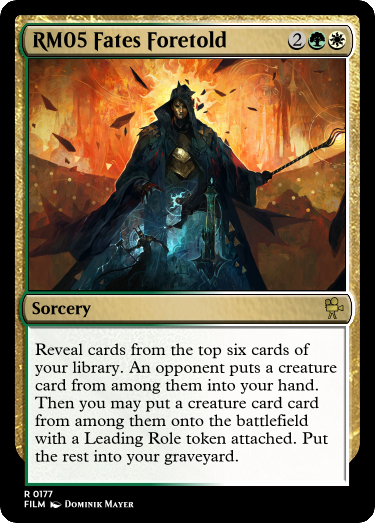 RM05 Fates Foretold 2
Sorcery
Reveal cards from the top six cards of
your library. An opponent puts a creature
card from among them into your hand.
Then you may put a creature card card
from among them onto the battlefield
with a Leading Role token attached. Put
the rest into your graveyard.
R 0177
FILM Dominik Mayer